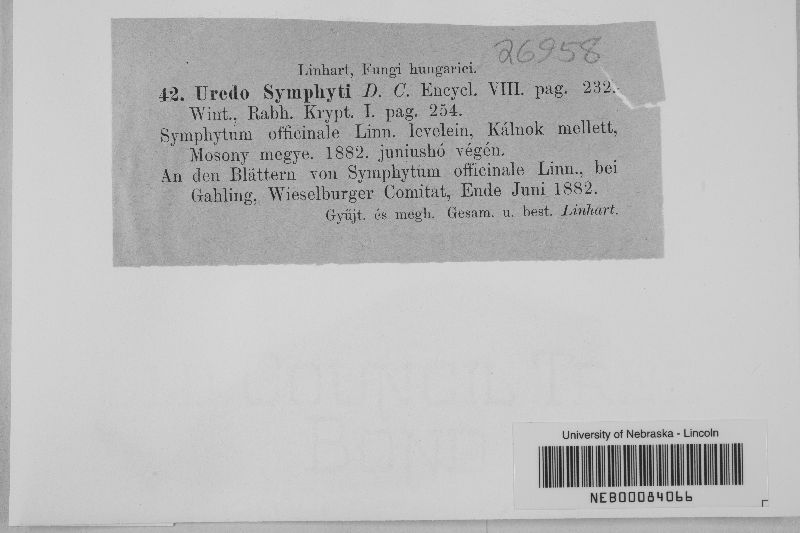 26958
Linhart, Fungi hungarici.
42. Uredo Symphyti D. C. Encycl. VIII. pag. 232.
Wint., Rabh. Krypt. I. pag. 254.
Symphytum officinale Linn. levelein, Kálnok mellett,
Mosony megye. 1882. juniushó végén.
An den Blättern von Symphytum officinale Linn., bei
Gahling, Wieselburger Comitat, Ende Juni 1882.
Gyűjt. és megh. Gesam. u. best. Linhart.
University of Nebraska - Lincoln
NEB00084066